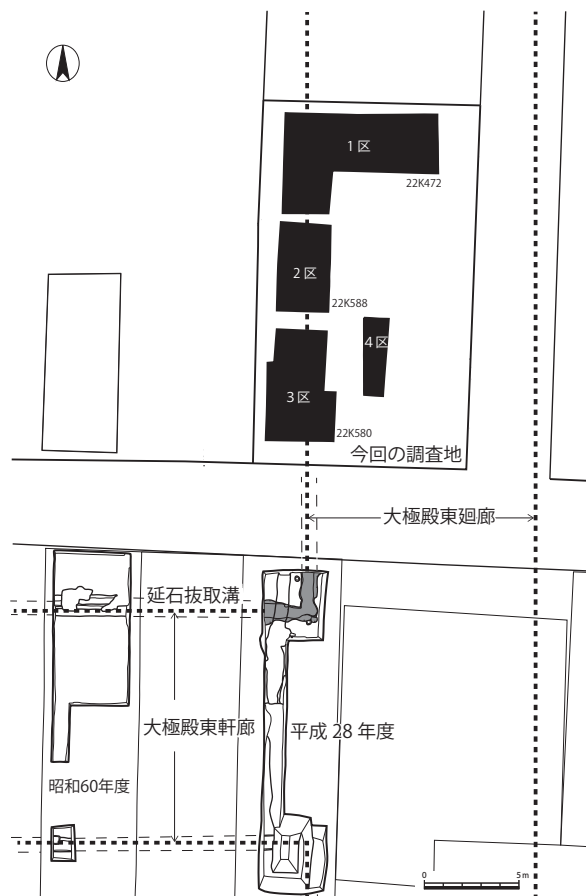 1区
22K472
2区
22K588
4区
3区
22K580
今回の調査地
大極殿東廻廊
延石抜取溝
大極殿東軒廊
平成 28 年度
昭和60年度
0
5m